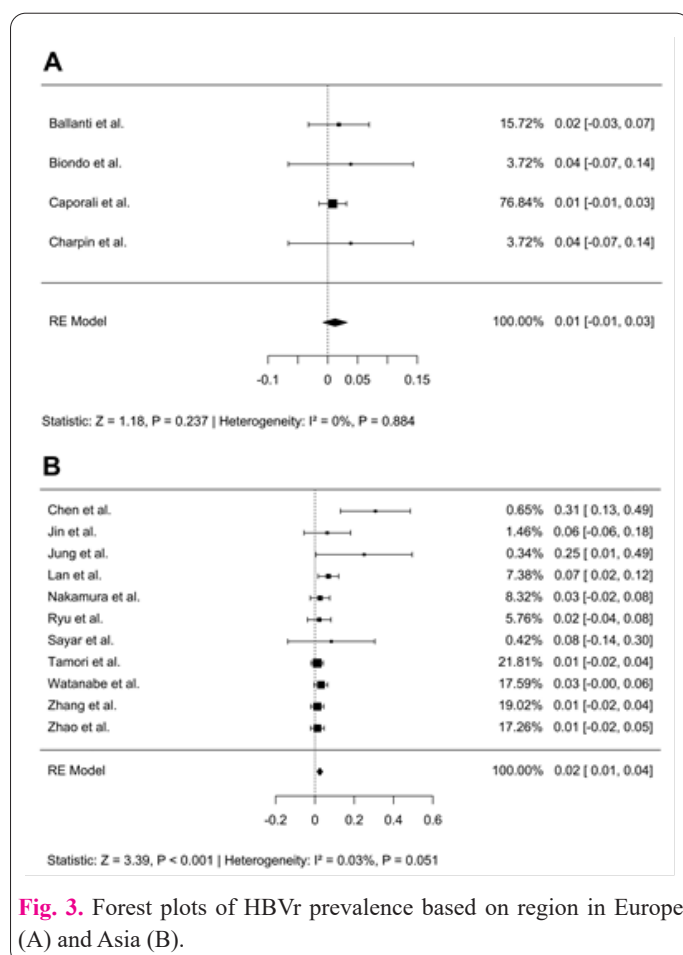 A
Ballanti et al. 15.72% 0.02 [-0.03, 0.07]
Biondo et al. 3.72% 0.04 [-0.07, 0.14]
Caporali et al. 76.84% 0.01 [-0.01, 0.03]
Charpin et al. 3.72% 0.04 [-0.07, 0.14]
RE Model 100.00% 0.01 [-0.01, 0.03]
-0.1 0 0.05 0.15
Statistic: Z = 1.18, P = 0.237 | Heterogeneity: I² = 0%, P = 0.884
B
Chen et al. 0.65% 0.31 [ 0.13, 0.49]
Jin et al. 1.46% 0.06 [-0.06, 0.18]
Jung et al. 0.34% 0.25 [ 0.01, 0.49]
Lan et al. 7.38% 0.07 [ 0.02, 0.12]
Nakamura et al. 8.32% 0.03 [-0.02, 0.08]
Ryu et al. 5.76% 0.02 [-0.04, 0.08]
Sayar et al. 0.42% 0.08 [-0.14, 0.30]
Tamori et al. 21.81% 0.01 [-0.02, 0.04]
Watanabe et al. 17.59% 0.03 [-0.00, 0.06]
Zhang et al. 19.02% 0.01 [-0.02, 0.04]
Zhao et al. 17.26% 0.01 [-0.02, 0.05]
RE Model 100.00% 0.02 [ 0.01, 0.04]
-0.2 0 0.2 0.4 0.6
Statistic: Z = 3.39, P < 0.001 | Heterogeneity: I² = 0.03%, P = 0.051
Fig. 3. Forest plots of HBVr prevalence based on region in Europe
(A) and Asia (B).